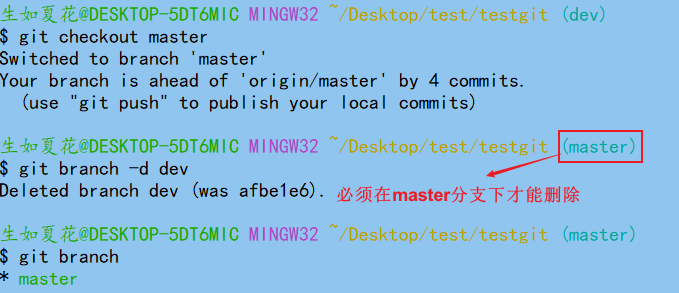 生如夏花@DESKTOP-5DT6MIC MINGW32 ~/Desktop/test/testgit (dev)
$ git checkout master
Switched to branch 'master'
Your branch is ahead of 'origin/master' by 4 commits.
  (use "git push" to publish your local commits)
生如夏花@DESKTOP-5DT6MIC MINGW32 ~/Desktop/test/testgit (master)
$ git branch -d dev
Deleted branch dev (was afbe1e6). 必须在master分支下才能删除
生如夏花@DESKTOP-5DT6MIC MINGW32 ~/Desktop/test/testgit (master)
$ git branch
* master